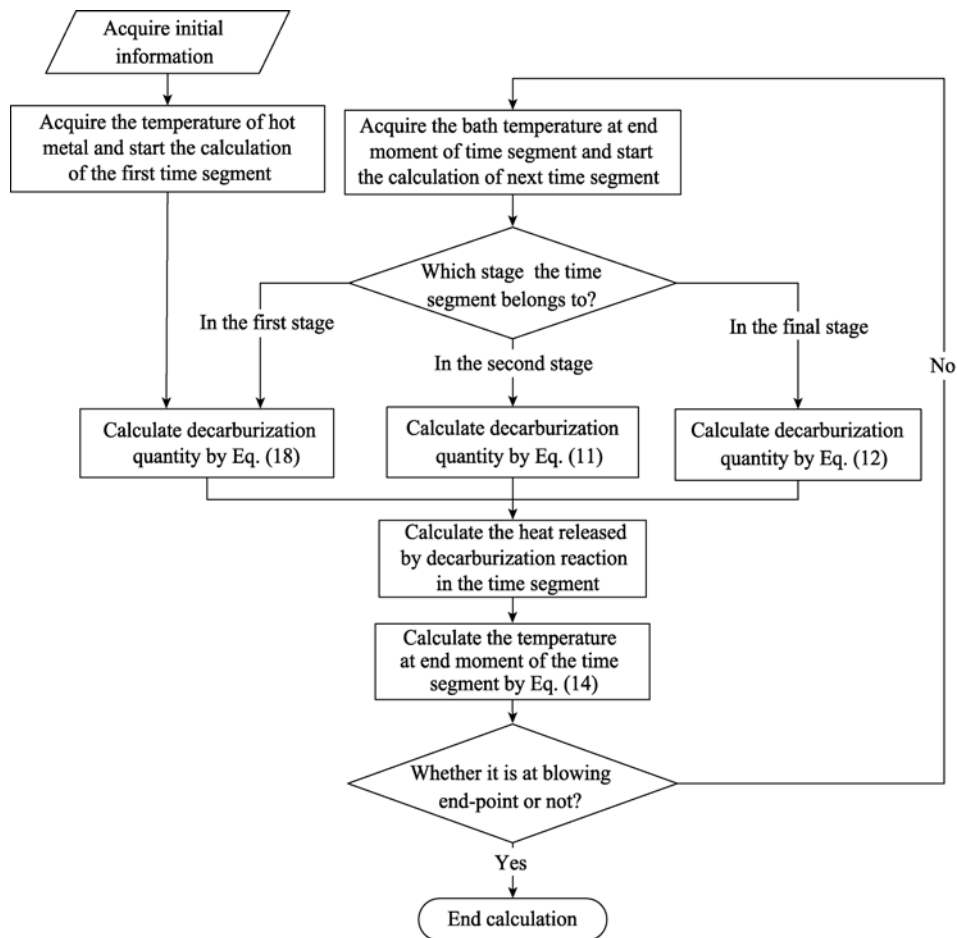 Acquire initial
information
Acquire the temperature of hot
metal and start the calculation
of the first time segment
Acquire the bath temperature at end
moment of time segment and start
the calculation of next time segment
Which stage the time
segment belongs to?
In the first stage
In the second stage
In the final stage
No
Calculate decarburization
quantity by Eq. (18)
Calculate decarburization
quantity by Eq. (11)
Calculate decarburization
quantity by Eq. (12)
Calculate the heat released
by decarburization reaction
in the time segment
Calculate the temperature
at end moment of the time
segment by Eq. (14)
Whether it is at blowing
end-point or not?
Yes
End calculation